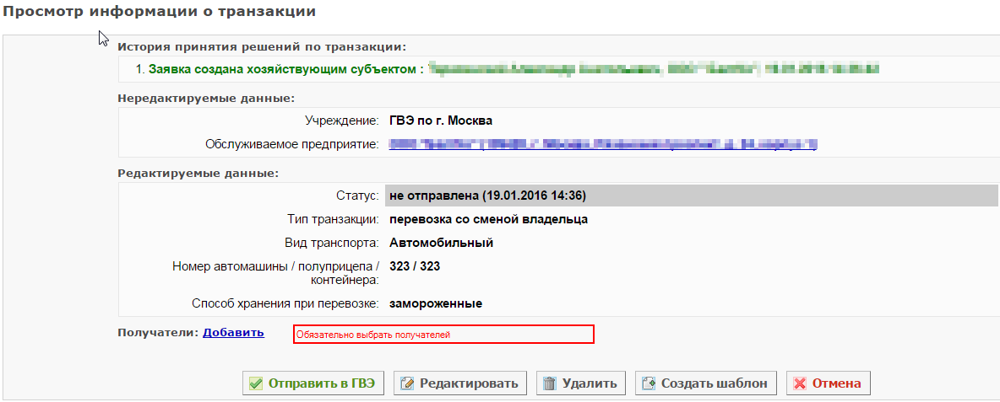 Просмотр информации о транзакции
История принятия решений по транзакции:
1. Заявка создана хозяйствующим субъектом :
Нередактируемые данные:
Учреждение: ГВЭ по г. Москва
Обслуживаемое предприятие:
Редактируемые данные:
Статус: не отправлена (19.01.2016 14:36)
Тип транзакции: перевозка со сменой владельца
Вид транспорта: Автомобильный
Номер автомашины / полуприцепа / 323 / 323
контейнера:
Способ хранения при перевозке: замороженные
Получатели: Добавить Обязательно выбрать получателей
Отправить в ГВЭ Редактировать Удалить Создать шаблон Отмена